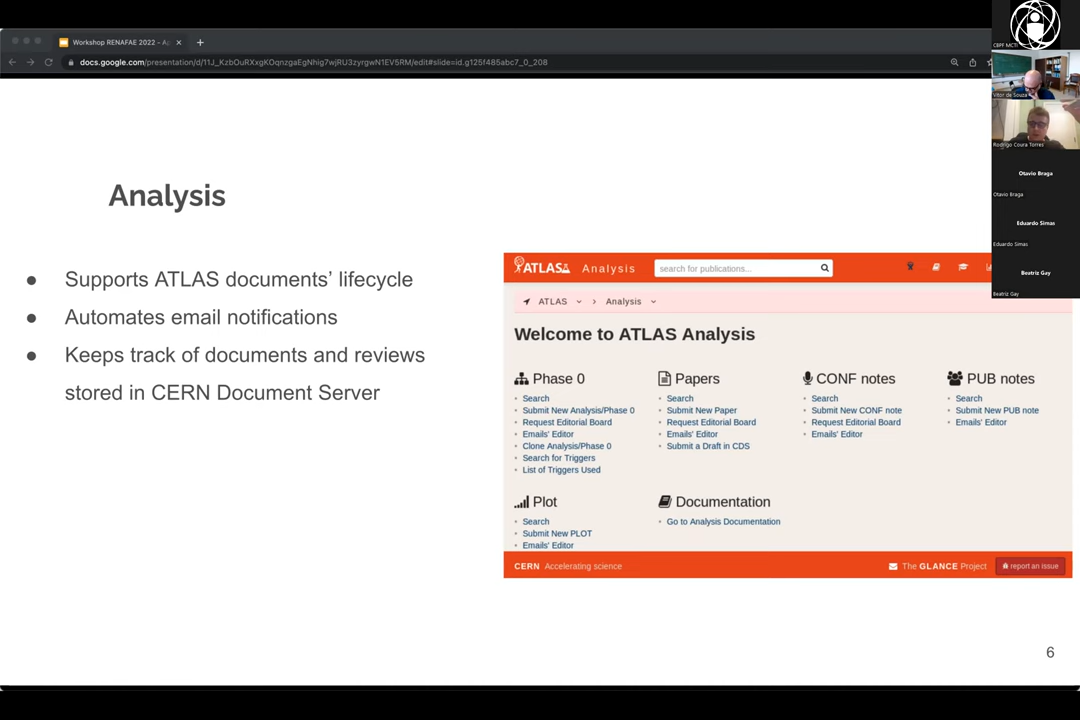 Workshop RENAFAE 2022 - Ap
docs.google.com/presentation/d/11J_KzbOuRXxgKOqnzgaEgNhig7wjRU3zyrgwN1EV5RM/edit#slide=id.g125f485abc7_0_208
CBPF MCTI
Vitor de Souza
Rodrigo Coura Torres
Otavio Braga
Otavio Braga
Eduardo Simas
Eduardo Simas
Beatriz Gay
Beatriz Gay
Analysis
● Supports ATLAS documents’ lifecycle
● Automates email notifications
● Keeps track of documents and reviews
stored in CERN Document Server
ATLAS Analysis search for publications...
ATLAS > Analysis
Welcome to ATLAS Analysis
Phase 0
Search
Submit New Analysis/Phase 0
Request Editorial Board
Emails' Editor
Clone Analysis/Phase 0
Search for Triggers
List of Triggers Used
Papers
Search
Submit New Paper
Request Editorial Board
Emails' Editor
Submit a Draft in CDS
CONF notes
Search
Submit New CONF note
Request Editorial Board
Emails' Editor
PUB notes
Search
Submit New PUB note
Emails' Editor
Plot
Search
Submit New PLOT
Emails' Editor
Documentation
Go to Analysis Documentation
CERN Accelerating science
The GLANCE Project
report an issue
6